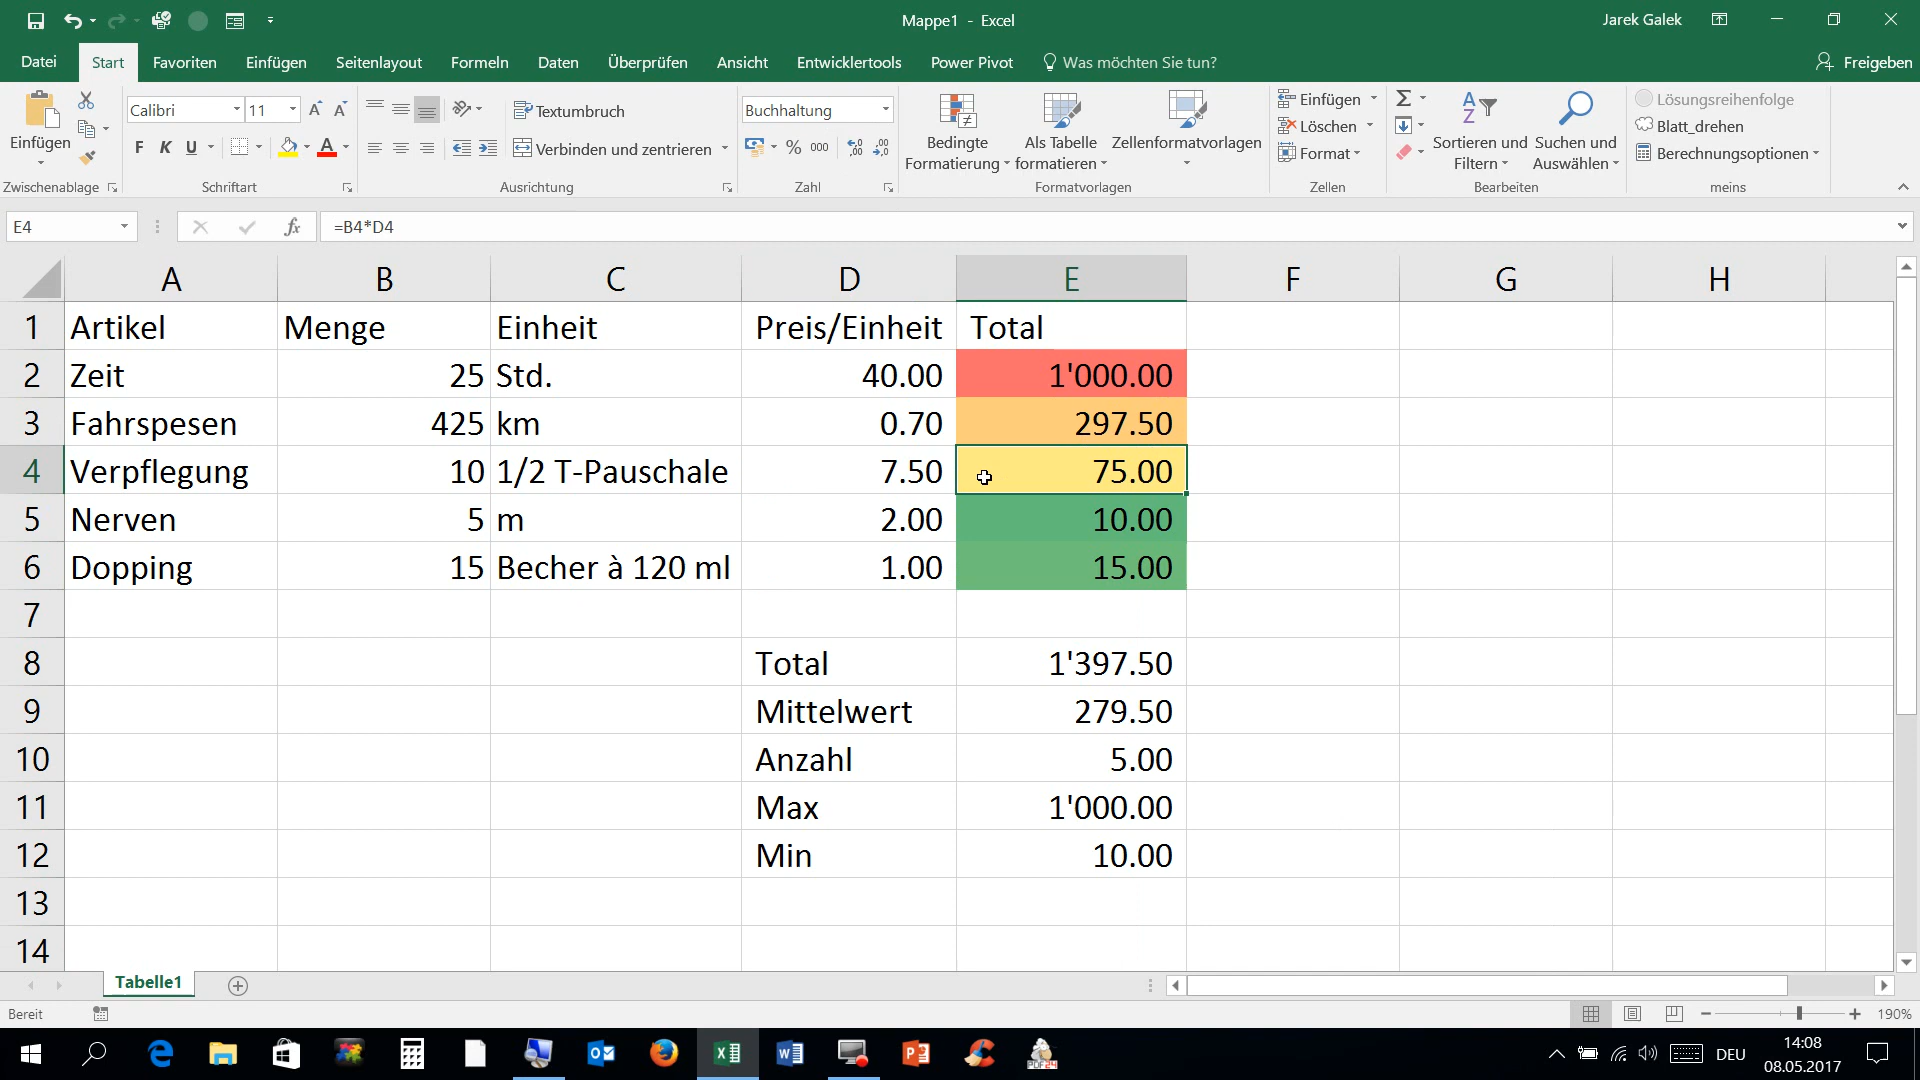 Mappe1 - Excel
Jarek Galek
Datei Start Favoriten Einfügen Seitenlayout Formeln Daten Überprüfen Ansicht Entwicklertools Power Pivot Was möchten Sie tun? Freigeben
Einfügen
Zwischenablage
Calibri 11
F K U
Schriftart
Textumbruch
Verbinden und zentrieren
Ausrichtung
Buchhaltung
% 000
Zahl
Bedingte Formatierung
Als Tabelle formatieren
Zellenformatvorlagen
Formatvorlagen
Einfügen
Löschen
Format
Zellen
Sortieren und Filtern
Suchen und Auswählen
Bearbeiten
Lösungsreihenfolge
Blatt_drehen
Berechnungsoptionen
meins
E4 fx =B4*D4
A B C D E F G H
1 Artikel Menge Einheit Preis/Einheit Total
2 Zeit 25 Std. 40.00 1'000.00
3 Fahrspesen 425 km 0.70 297.50
4 Verpflegung 10 1/2 T-Pauschale 7.50 75.00
5 Nerven 5 m 2.00 10.00
6 Dopping 15 Becher à 120 ml 1.00 15.00
7
8 Total 1'397.50
9 Mittelwert 279.50
10 Anzahl 5.00
11 Max 1'000.00
12 Min 10.00
13
14
Tabelle1
Bereit 190%
DEU
14:08
08.05.2017